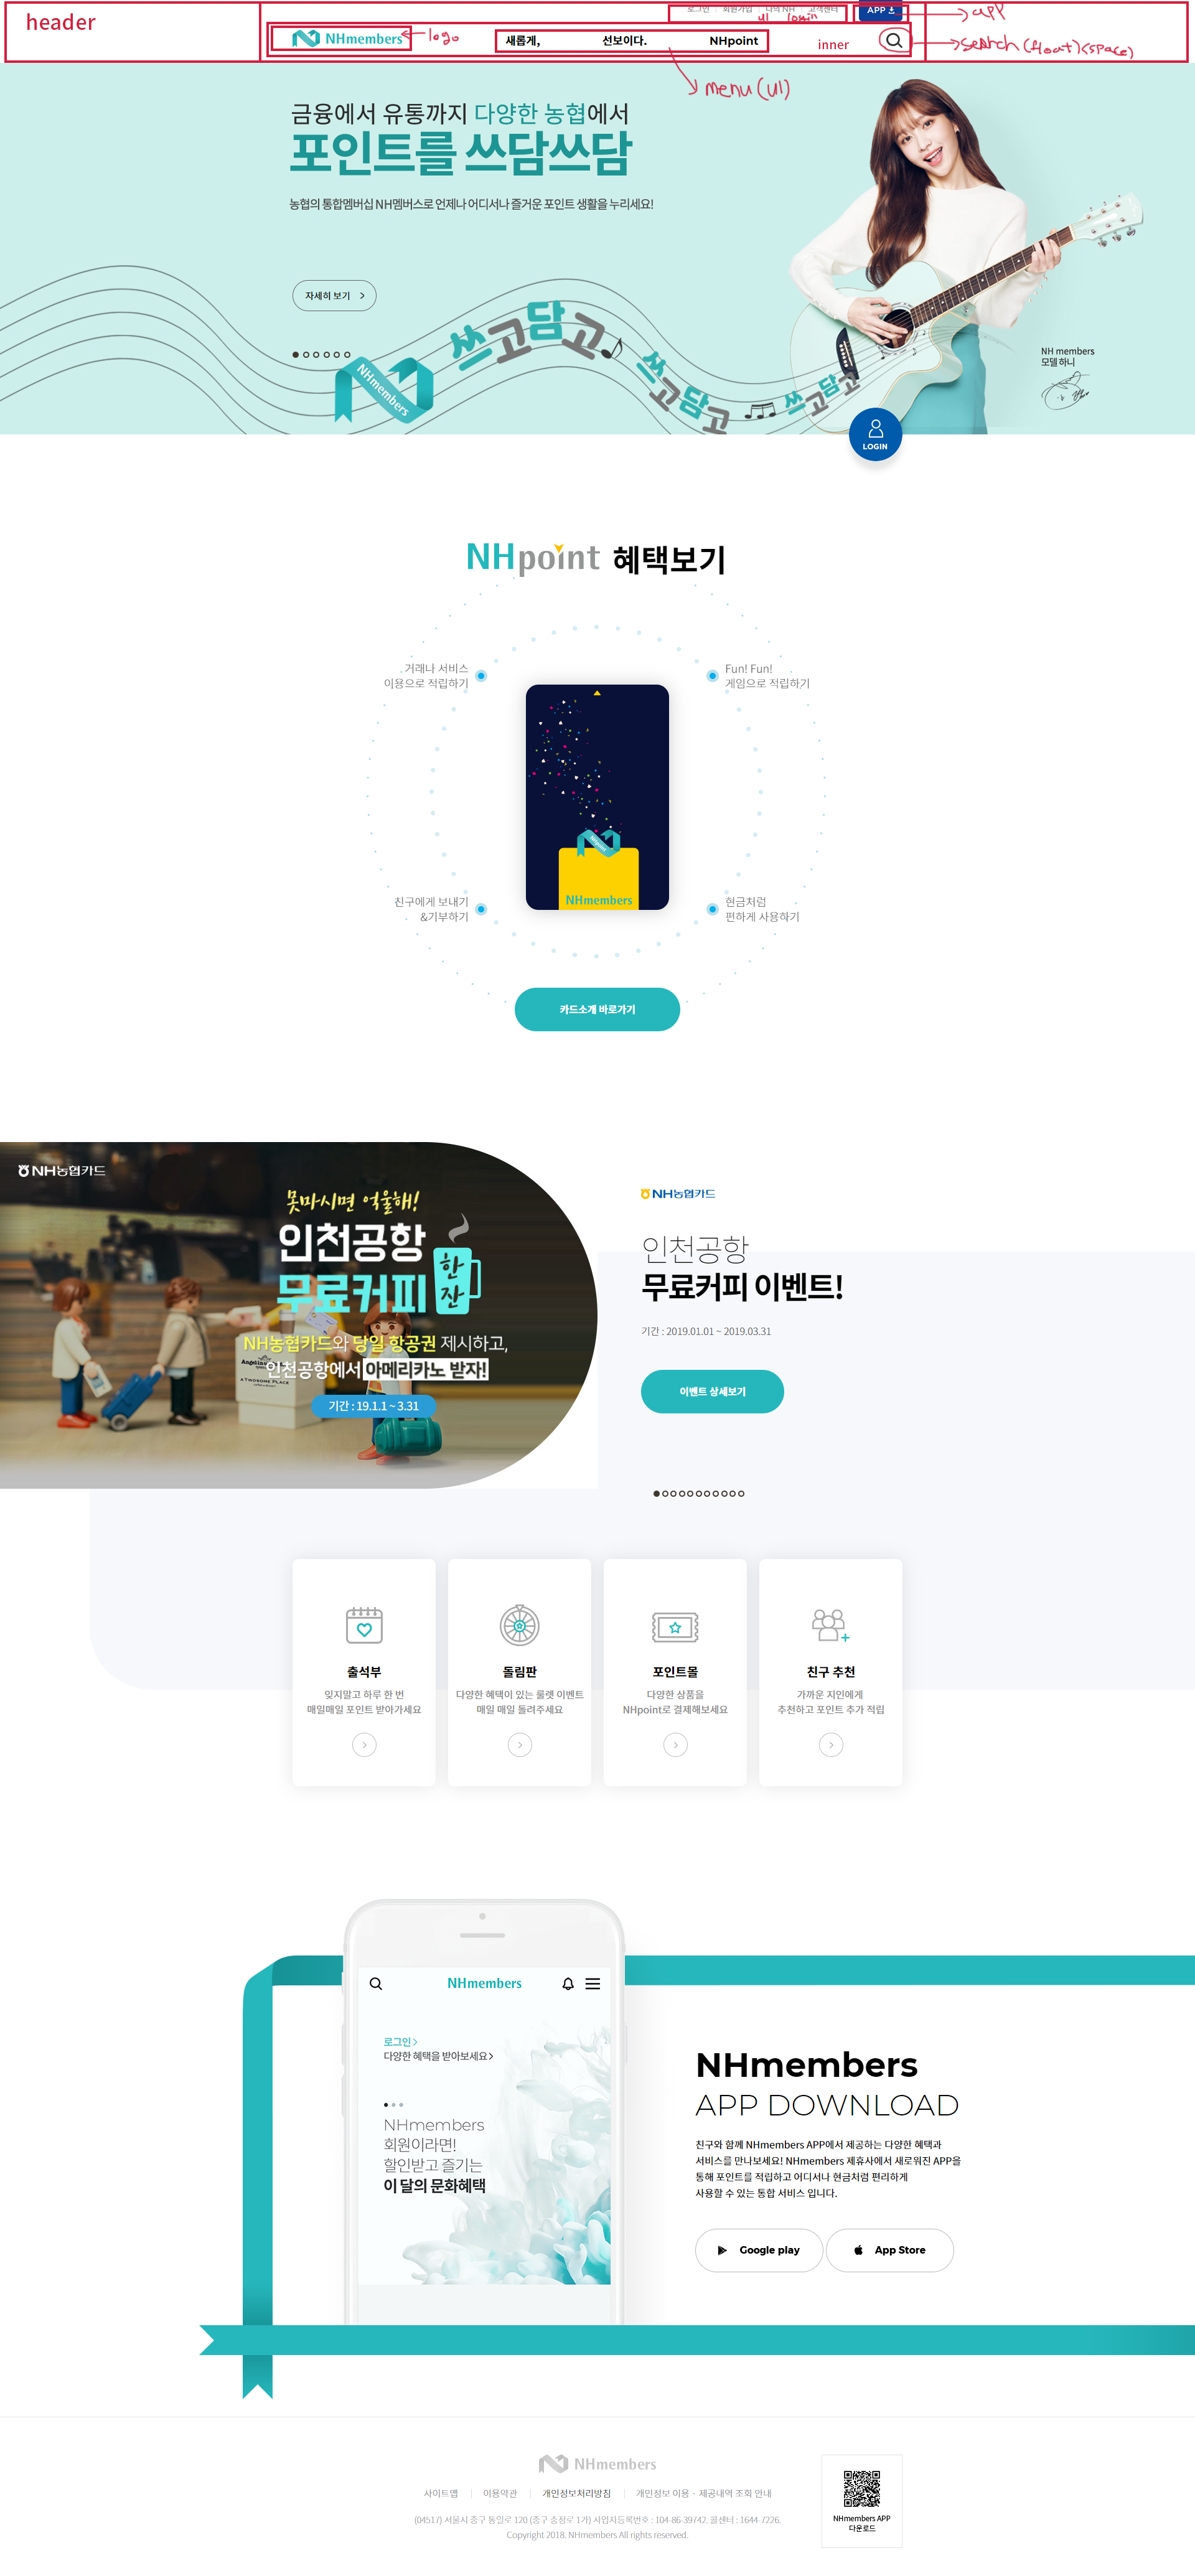 header
로그인 회원가입 나의 NH 고객센터
ul login
APP
app
NHmembers
logo
새롭게, 선보이다. NHpoint
inner
search (float) <space>
menu (ul)
금융에서 유통까지 다양한 농협에서
포인트를 쓰담쓰담
농협의 통합멤버십 NH멤버스로 언제나 어디서나 즐거운 포인트 생활을 누리세요!
자세히 보기
쓰고담고
쓰고담고
쓰고담고
NHmembers
NH members
모델 하니
LOGIN
NHpoint 혜택보기
거래나 서비스
이용으로 적립하기
Fun! Fun!
게임으로 적립하기
NHpoint
NHmembers
친구에게 보내기
&기부하기
현금처럼
편하게 사용하기
카드소개 바로가기
NH농협카드
못마시면 억울해!
인천공항
무료커피
한잔
NH농협카드와 당일 항공권 제시하고,
인천공항에서 아메리카노 받자!
A TWOSOME PLACE
기간 : 19.1.1 ~ 3.31
NH농협카드
인천공항
무료커피 이벤트!
기간 : 2019.01.01 ~ 2019.03.31
이벤트 상세보기
출석부
잊지말고 하루 한 번
매일매일 포인트 받아가세요
돌림판
다양한 혜택이 있는 룰렛 이벤트
매일 매일 돌려주세요
포인트몰
다양한 상품을
NHpoint로 결제해보세요
친구 추천
가까운 지인에게
추천하고 포인트 추가 적립
NHmembers
로그인
다양한 혜택을 받아보세요
NHmembers
회원이라면!
할인받고 즐기는
이 달의 문화혜택
NHmembers
APP DOWNLOAD
친구와 함께 NHmembers APP에서 제공하는 다양한 혜택과
서비스를 만나보세요! NHmembers 제휴사에서 새로워진 APP을
통해 포인트를 적립하고 어디서나 현금처럼 편리하게
사용할 수 있는 통합 서비스 입니다.
Google play
App Store
NHmembers
사이트맵 이용약관 개인정보처리방침 개인정보 이용 · 제공내역 조회 안내
(04517) 서울시 중구 통일로 120 (중구 충정로 1가) 사업자등록번호 : 104-86-39742. 콜센터 : 1644-7226.
Copyright 2018. NHmembers All rights reserved.
NHmembers APP
다운로드